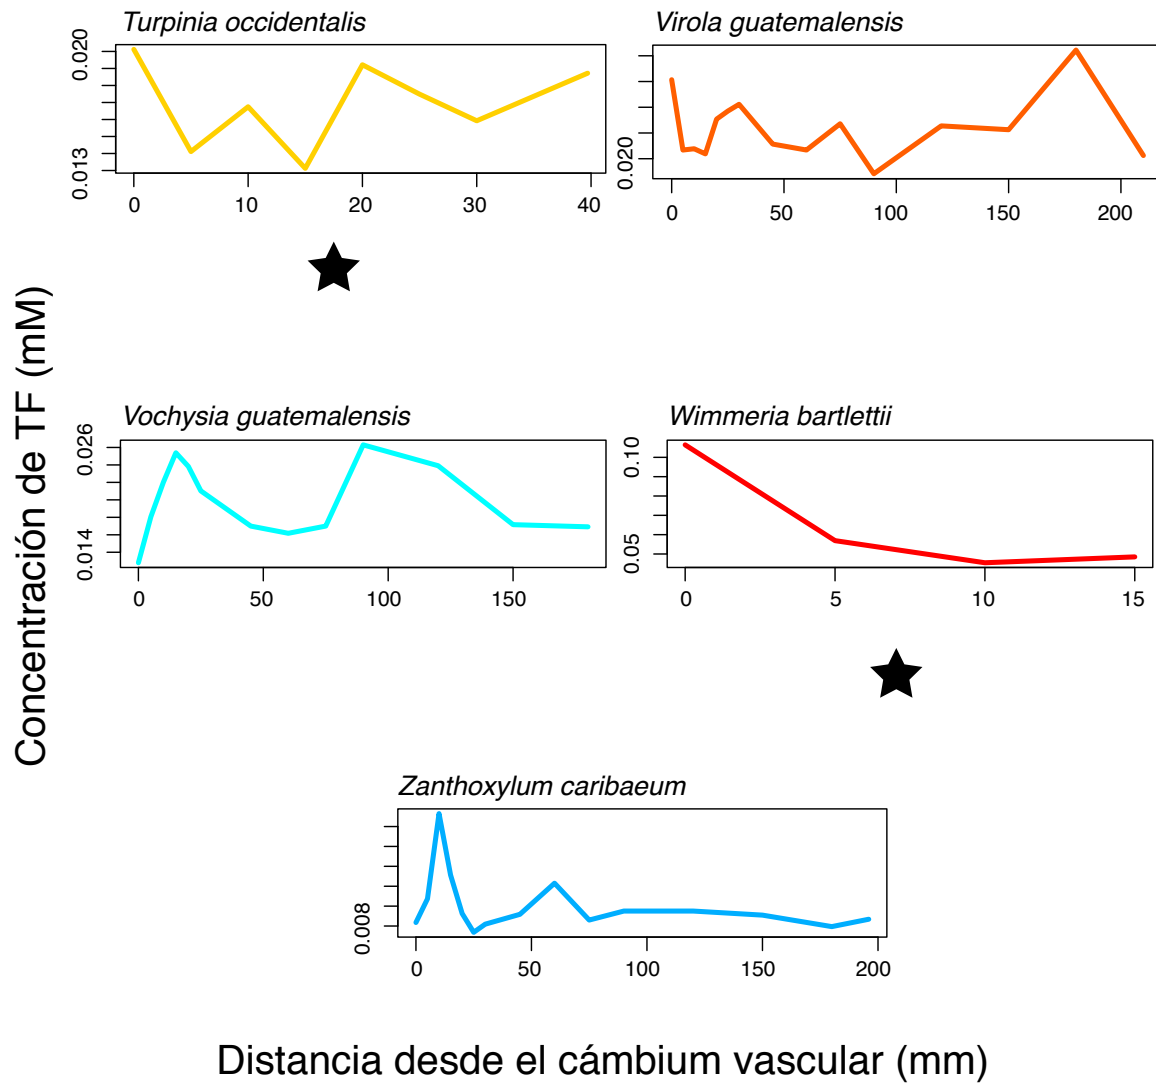 Turpinia occidentalis
0.020
0.013
0 10 20 30 40
Virola guatemalensis
0.020
0 50 100 150 200
Concentración de TF (mM)
Vochysia guatemalensis
0.026
0.014
0 50 100 150
Wimmeria bartlettii
0.10
0.05
0 5 10 15
Zanthoxylum caribaeum
0.008
0 50 100 150 200
Distancia desde el cámbium vascular (mm)